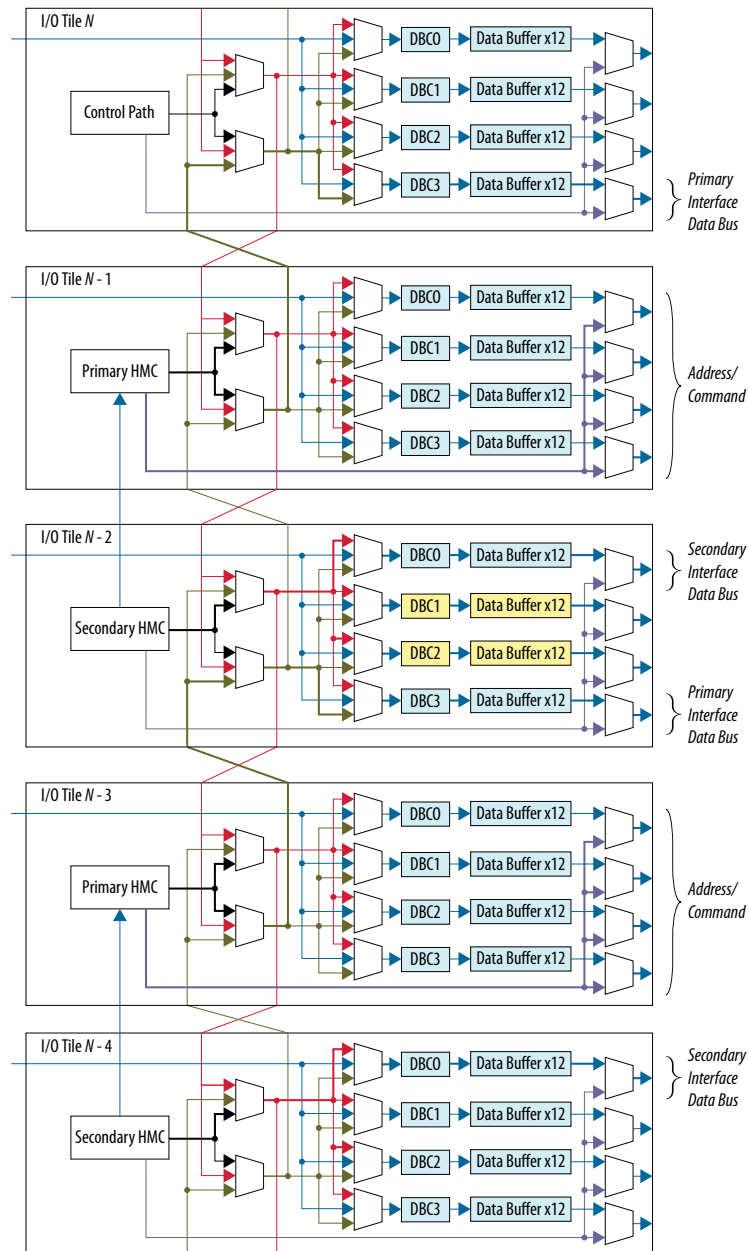 I/O Tile N
DBC0
Data Buffer x12
DBC1
Data Buffer x12
Control Path
DBC2
Data Buffer x12
DBC3
Data Buffer x12
Primary
Interface
Data Bus
I/O Tile N - 1
DBC0
Data Buffer x12
DBC1
Data Buffer x12
Primary HMC
DBC2
Data Buffer x12
DBC3
Data Buffer x12
Address/
Command
I/O Tile N - 2
DBC0
Data Buffer x12
Secondary
Interface
Data Bus
DBC1
Data Buffer x12
Secondary HMC
DBC2
Data Buffer x12
DBC3
Data Buffer x12
Primary
Interface
Data Bus
I/O Tile N - 3
DBC0
Data Buffer x12
DBC1
Data Buffer x12
Primary HMC
DBC2
Data Buffer x12
DBC3
Data Buffer x12
Address/
Command
I/O Tile N - 4
DBC0
Data Buffer x12
Secondary
Interface
Data Bus
DBC1
Data Buffer x12
Secondary HMC
DBC2
Data Buffer x12
DBC3
Data Buffer x12